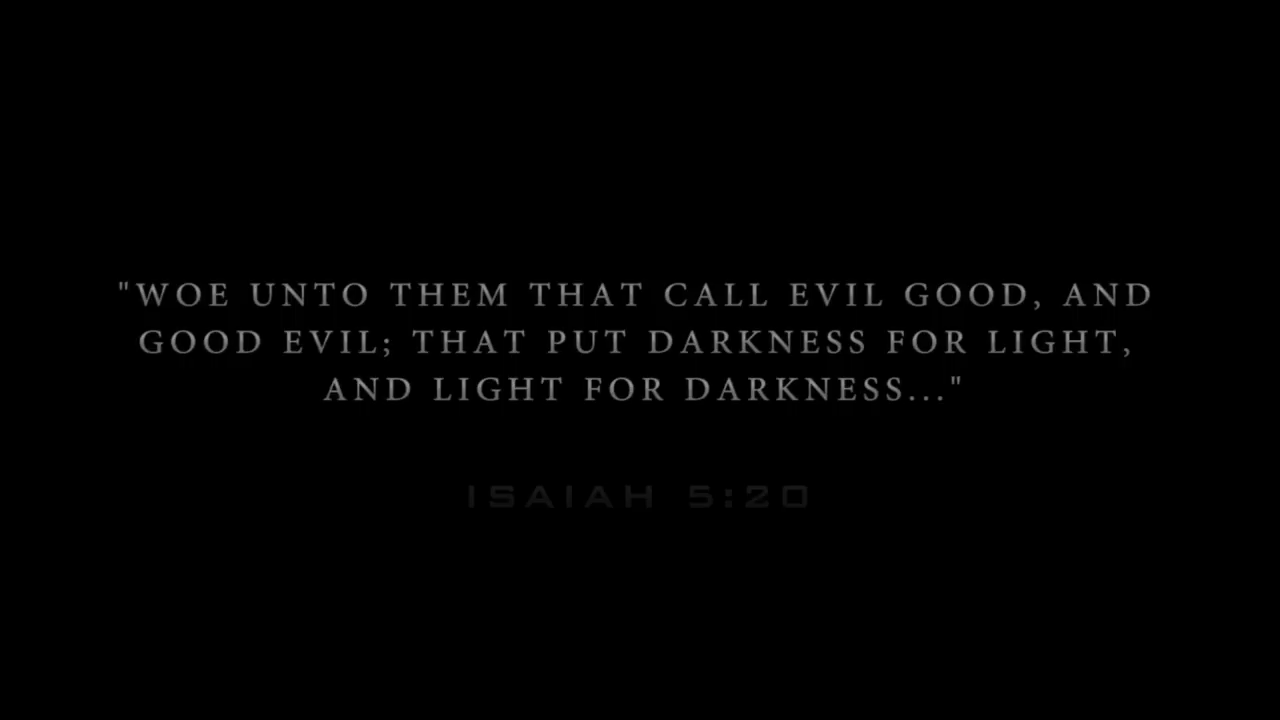 "WOE UNTO THEM THAT CALL EVIL GOOD, AND
GOOD EVIL; THAT PUT DARKNESS FOR LIGHT,
AND LIGHT FOR DARKNESS..."
ISAIAH 5:20